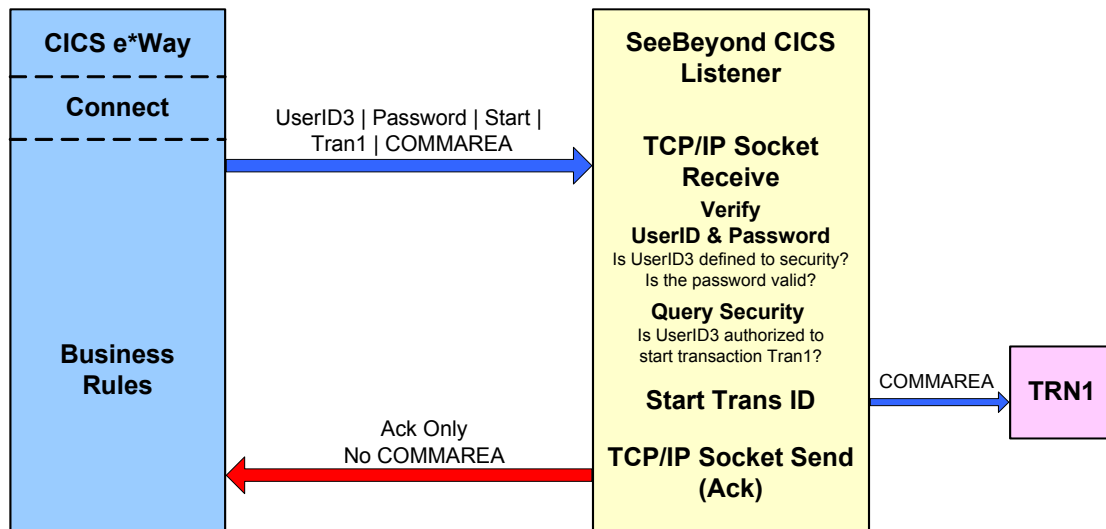 CICS e*Way
Connect
Business
Rules
UserID3 | Password | Start |
Tran1 | COMMAREA
Ack Only
No COMMAREA
SeeBeyond CICS
Listener
TCP/IP Socket
Receive
Verify
UserID & Password
Is UserID3 defined to security?
Is the password valid?
Query Security
Is UserID3 authorized to
start transaction Tran1?
Start Trans ID
TCP/IP Socket Send
(Ack)
COMMAREA
TRN1